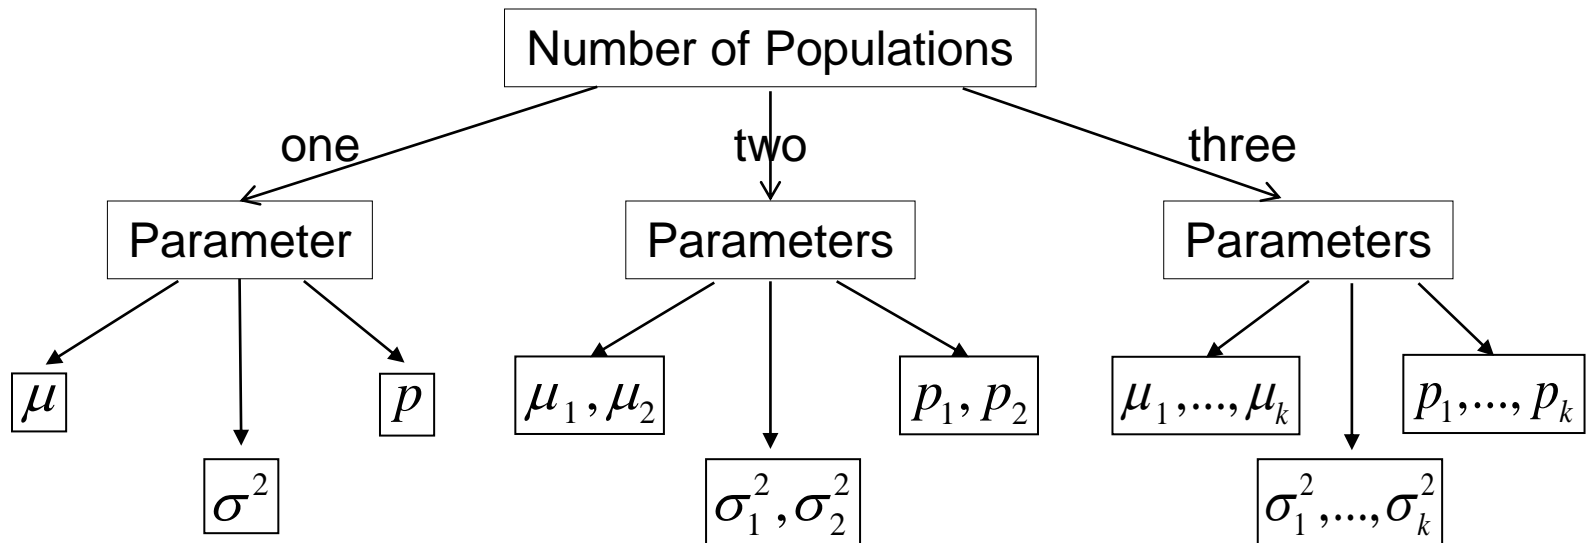 Number of Populations
one two three
Parameter Parameters Parameters
μ p μ₁, μ₂ p₁, p₂ μ₁,..., μₖ p₁,..., pₖ
σ² σ₁², σ₂² σ₁²,..., σₖ²